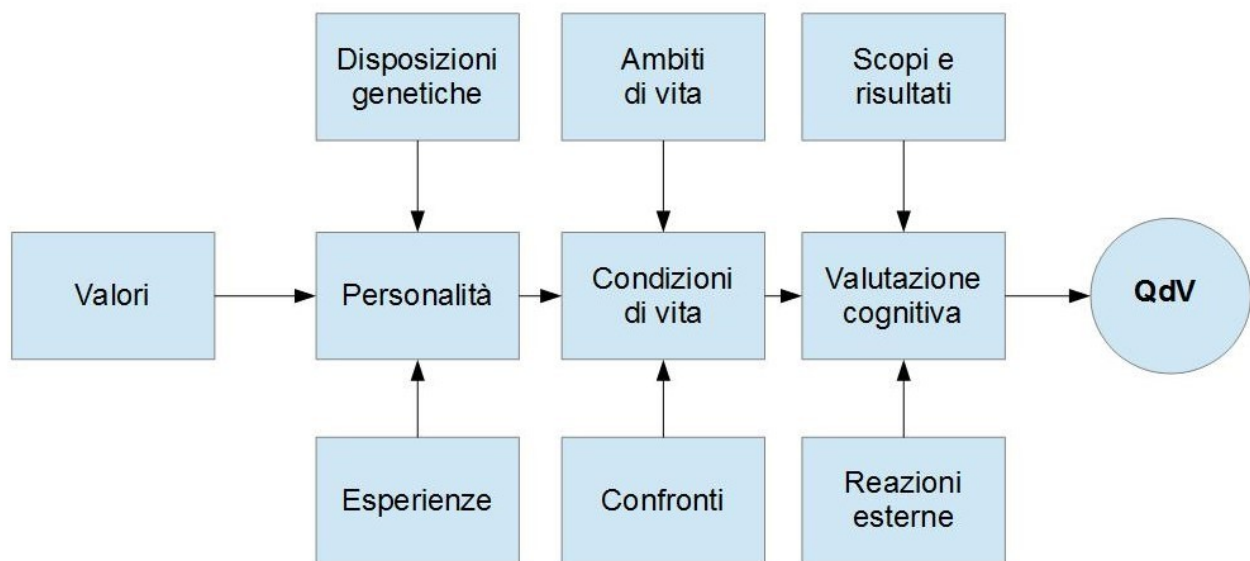 Disposizioni
genetiche
Ambiti
di vita
Scopi e
risultati
Valori
Personalità
Condizioni
di vita
Valutazione
cognitiva
QdV
Esperienze
Confronti
Reazioni
esterne